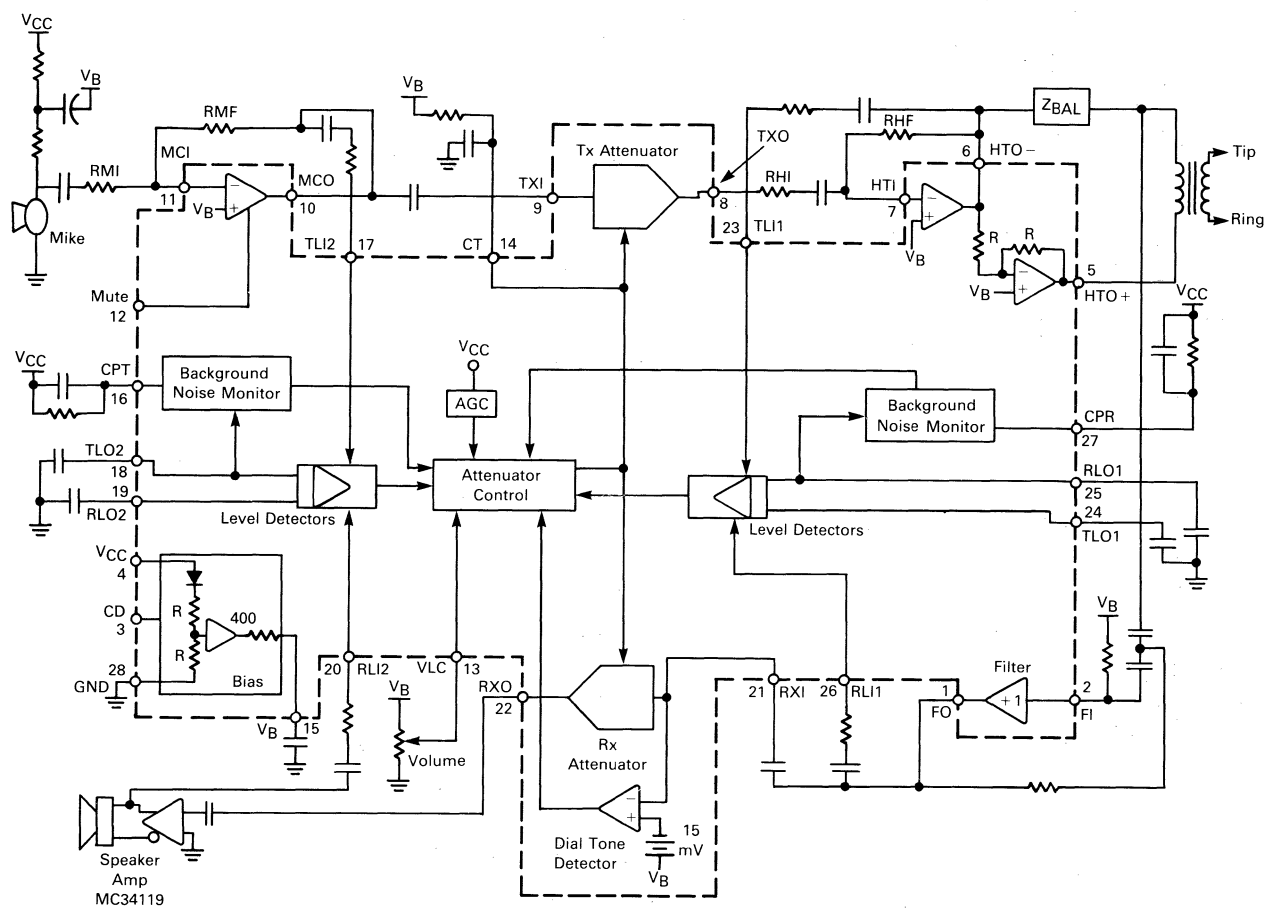 VCC
VB
RMF
RMI
MCI
11
VB
MCO
10
Mike
Mute
12
TLI2
17
VB
CT
14
TXI
9
Tx Attenuator
TXO
8
RHI
RHF
ZBAL
6
HTO−
HTI
7
VB
23
TLI1
R
R
VB
5
HTO +
Tip
Ring
VCC
VCC
CPT
16
Background
Noise Monitor
VCC
AGC
Background
Noise Monitor
CPR
27
TLO2
18
19
RLO2
Level Detectors
Attenuator
Control
Level Detectors
RLO1
25
24
TLO1
VCC
4
CD
3
28
GND
R
R
400
Bias
VB
15
20
RLI2
VLC
13
VB
Volume
RXO
22
Rx
Attenuator
21
RXI
26
RLI1
Filter
+ 1
1
FO
2
FI
VB
Dial Tone
Detector
−
+
15
mV
VB
Speaker
Amp
MC34119